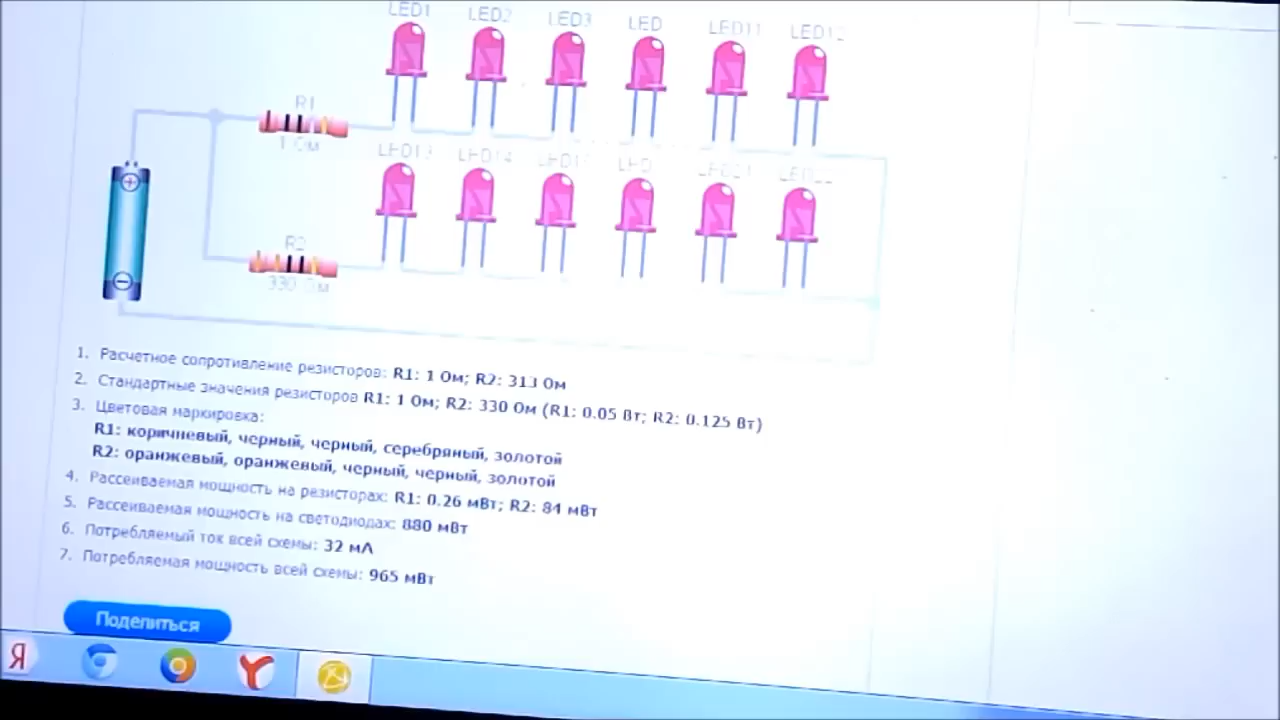 LED1 LED2 LED3 LED LED11 LED12
R1
1 Ом
LED13 LED14 LED
R2
330 Ом
1. Расчетное сопротивление резисторов: R1: 1 Ом; R2: 313 Ом
2. Стандартные значения резисторов R1: 1 Ом; R2: 330 Ом (R1: 0.05 Вт; R2: 0.125 Вт)
3. Цветовая маркировка:
R1: коричневый, черный, черный, серебряный, золотой
R2: оранжевый, оранжевый, черный, черный, золотой
4. Рассеиваемая мощность на резисторах: R1: 0.26 мВт; R2: 84 мВт
5. Рассеиваемая мощность на светодиодах: 880 мВт
6. Потребляемый ток всей схемы: 32 мА
7. Потребляемая мощность всей схемы: 965 мВт
Поделиться
Я